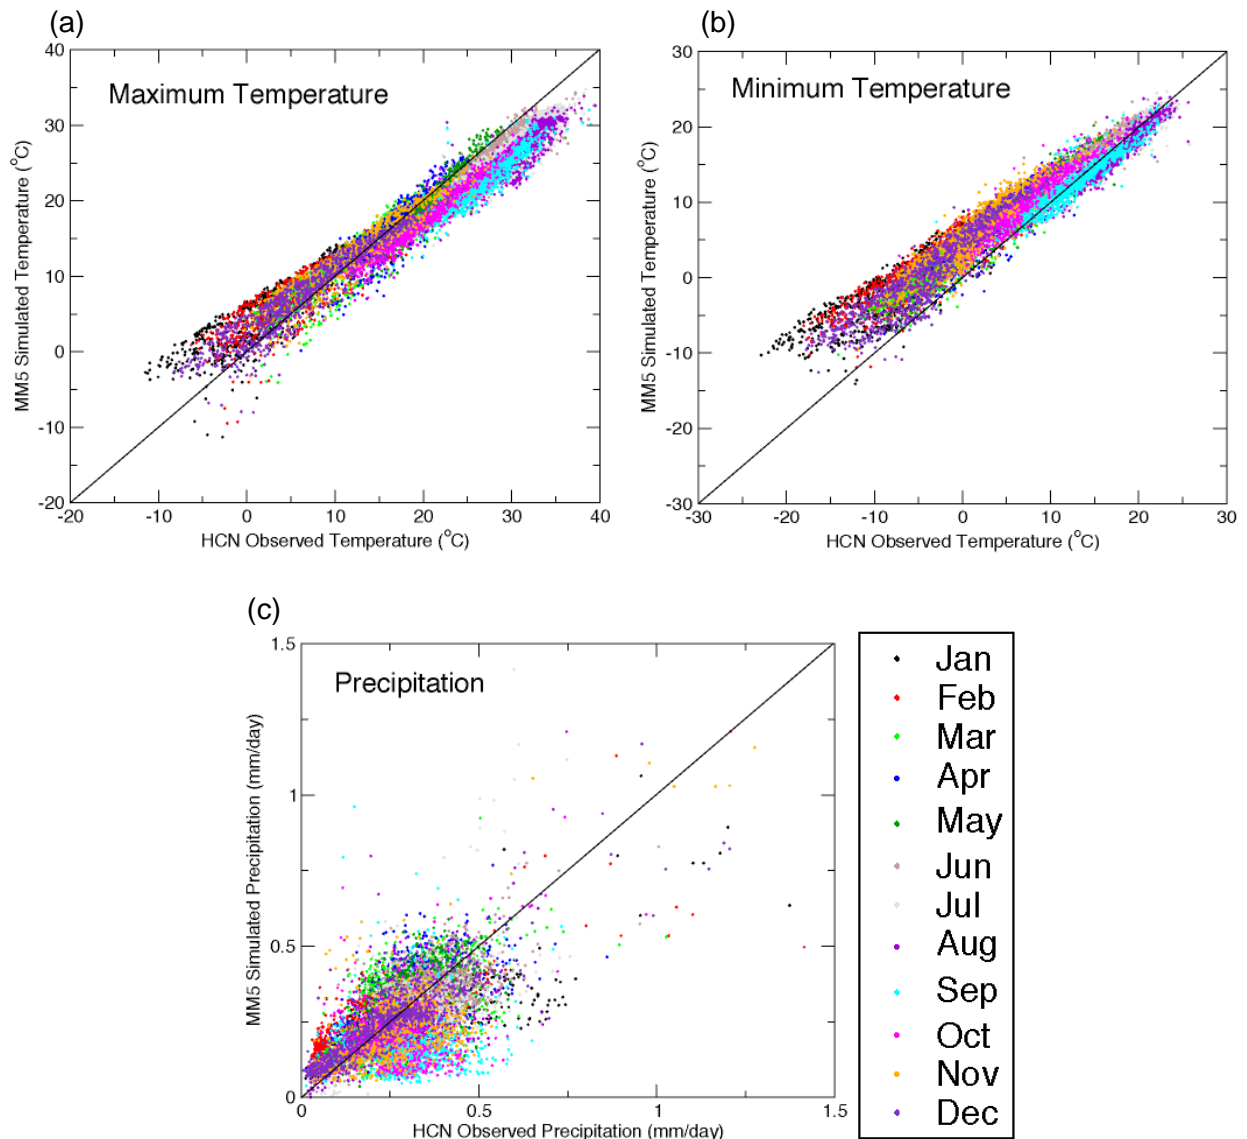 (a)
(b)
40
30
20
10
0
-10
-20
-20
-10
0
10
20
30
40
Maximum Temperature
MM5 Simulated Temperature (°C)
HCN Observed Temperature (°C)
30
20
10
0
-10
-20
-30
-30
-20
-10
0
10
20
30
Minimum Temperature
MM5 Simulated Temperature (°C)
HCN Observed Temperature (°C)
(c)
1.5
1
0.5
0
0
0.5
1
1.5
Precipitation
MM5 Simulated Precipitation (mm/day)
HCN Observed Precipitation (mm/day)
Jan
Feb
Mar
Apr
May
Jun
Jul
Aug
Sep
Oct
Nov
Dec